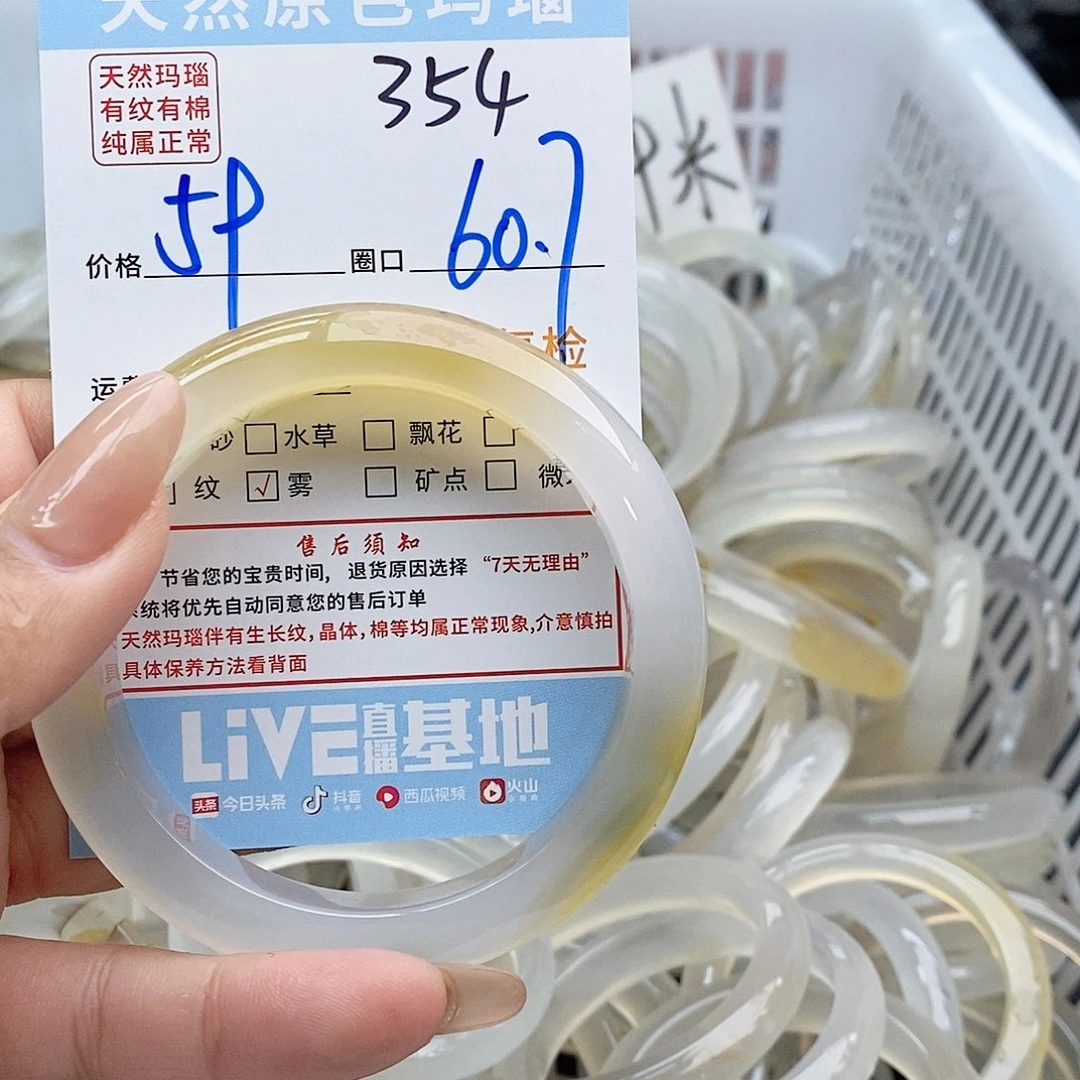 天然原色玛瑙
天然玛瑙
有纹有棉
纯属正常
354
价格 59 圈口 60.7
检
米
水草 飘花
纹 √ 雾 矿点 微
售后須知
节省您的宝贵时间, 退货原因选择 “7天无理由”
统将优先自动同意您的售后订单
天然玛瑙伴有生长纹,晶体,棉等均属正常现象,介意慎拍
具体保养方法看背面
LiVE直播基地
头条 今日头条 抖音 西瓜视频 火山